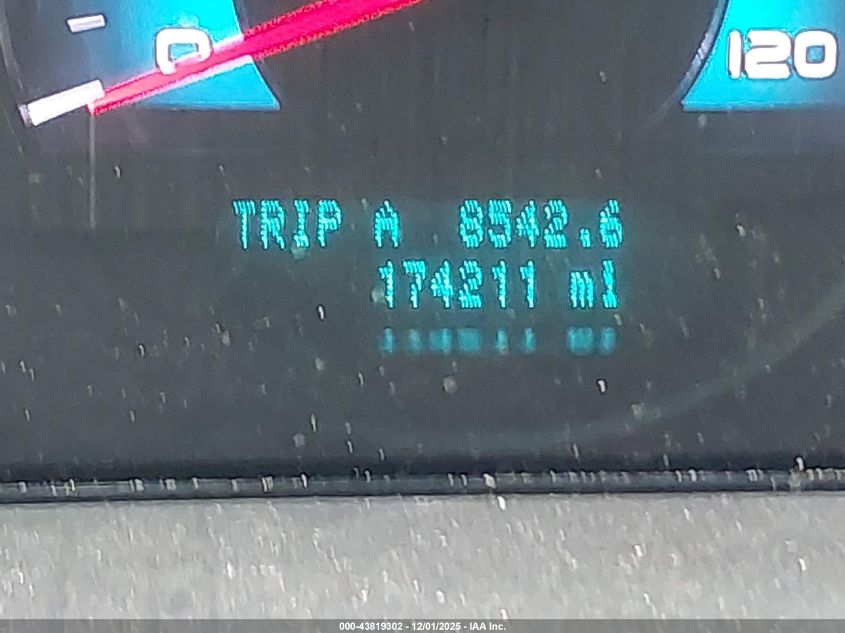 0 120
TRIP A 8542.6
174211 mi
000-43819302 - 12/01/2025 - IAA Inc.